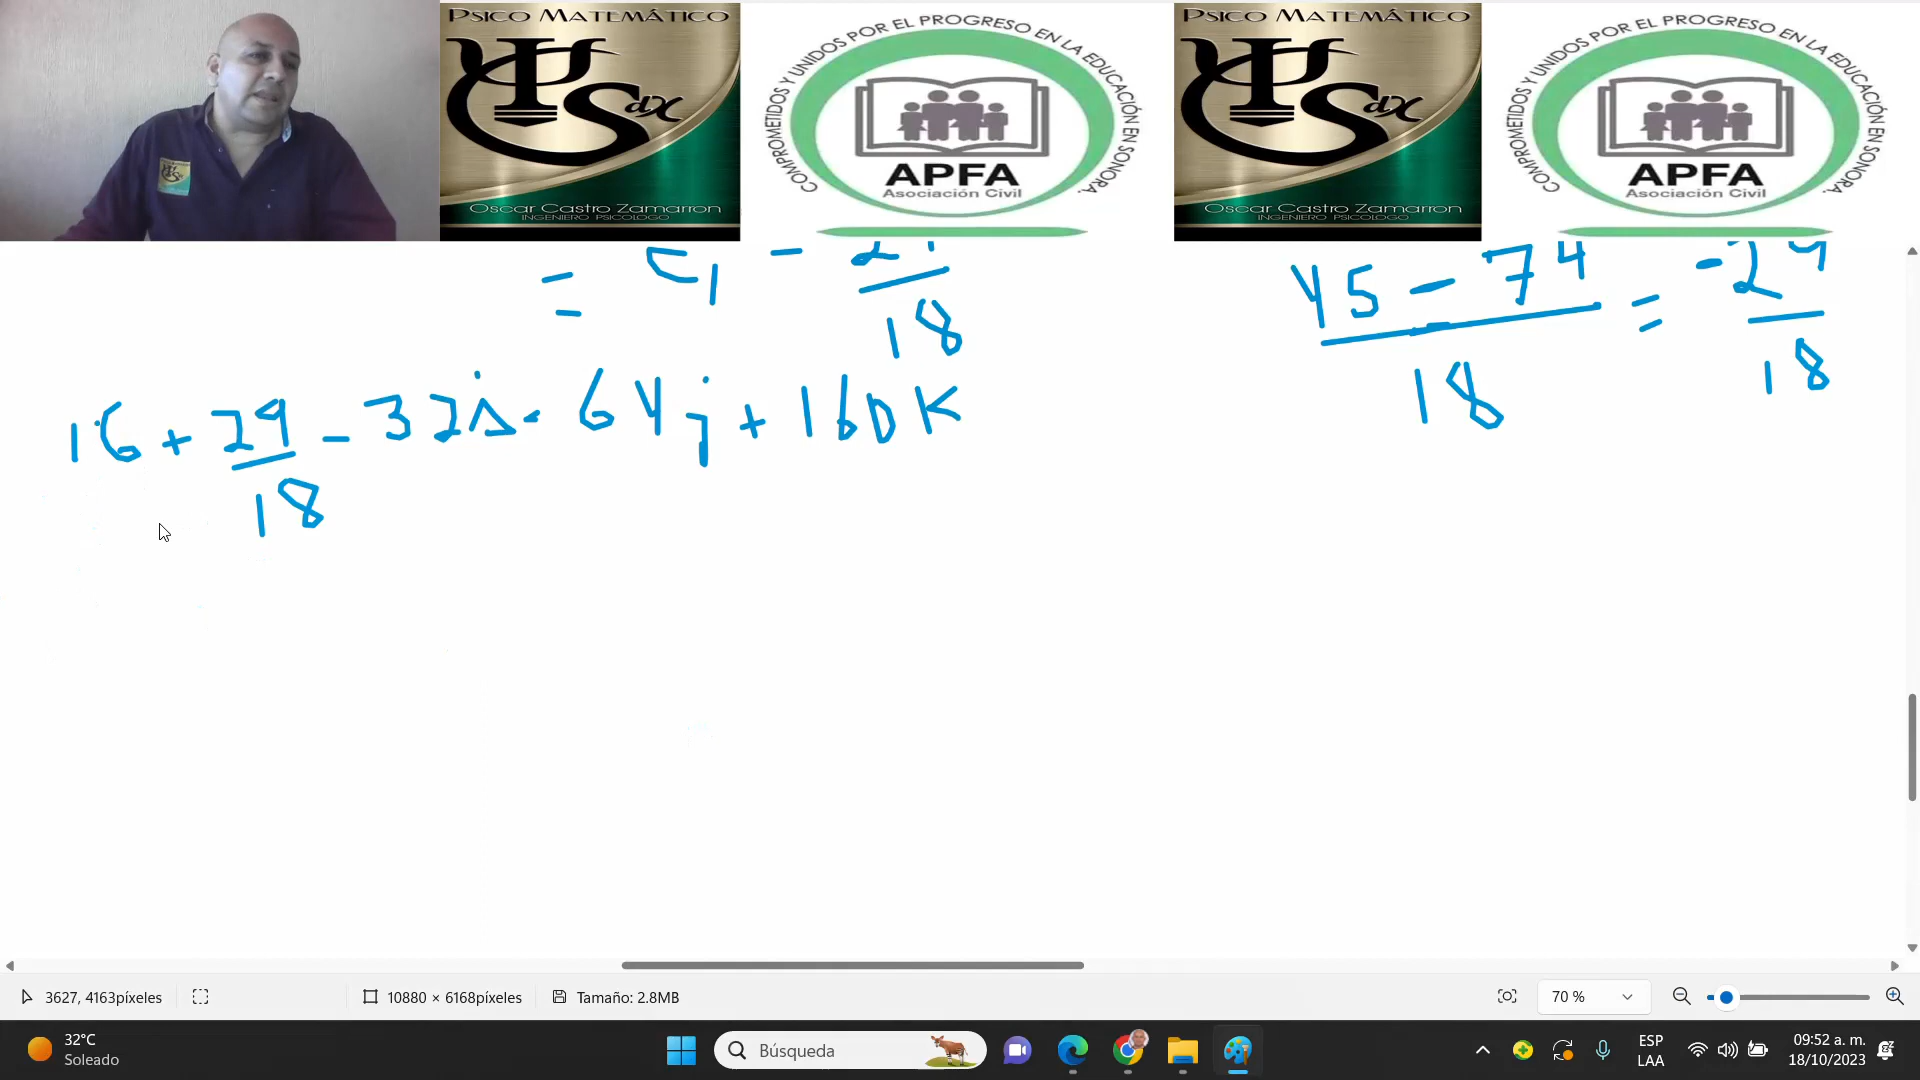 PSICO MATEMÁTICO
Sdx
Oscar Castro Zamarron
INGENIERO PSICOLOGO
COMPROMETIDOS Y UNIDOS POR EL PROGRESO EN LA EDUCACIÓN EN SONORA.
APFA
Asociación Civil
PSICO MATEMÁTICO
Sdx
Oscar Castro Zamarron
INGENIERO PSICOLOGO
COMPROMETIDOS Y UNIDOS POR EL PROGRESO EN LA EDUCACIÓN EN SONORA.
APFA
Asociación Civil
=
18
45 - 74 = -29
18 18
16 + 29 - 32i - 64j + 160K
18
3627, 4163píxeles
10880 × 6168píxeles
Tamaño: 2.8MB
70 %
32°C
Soleado
Búsqueda
ESP
LAA
09:52 a. m.
18/10/2023